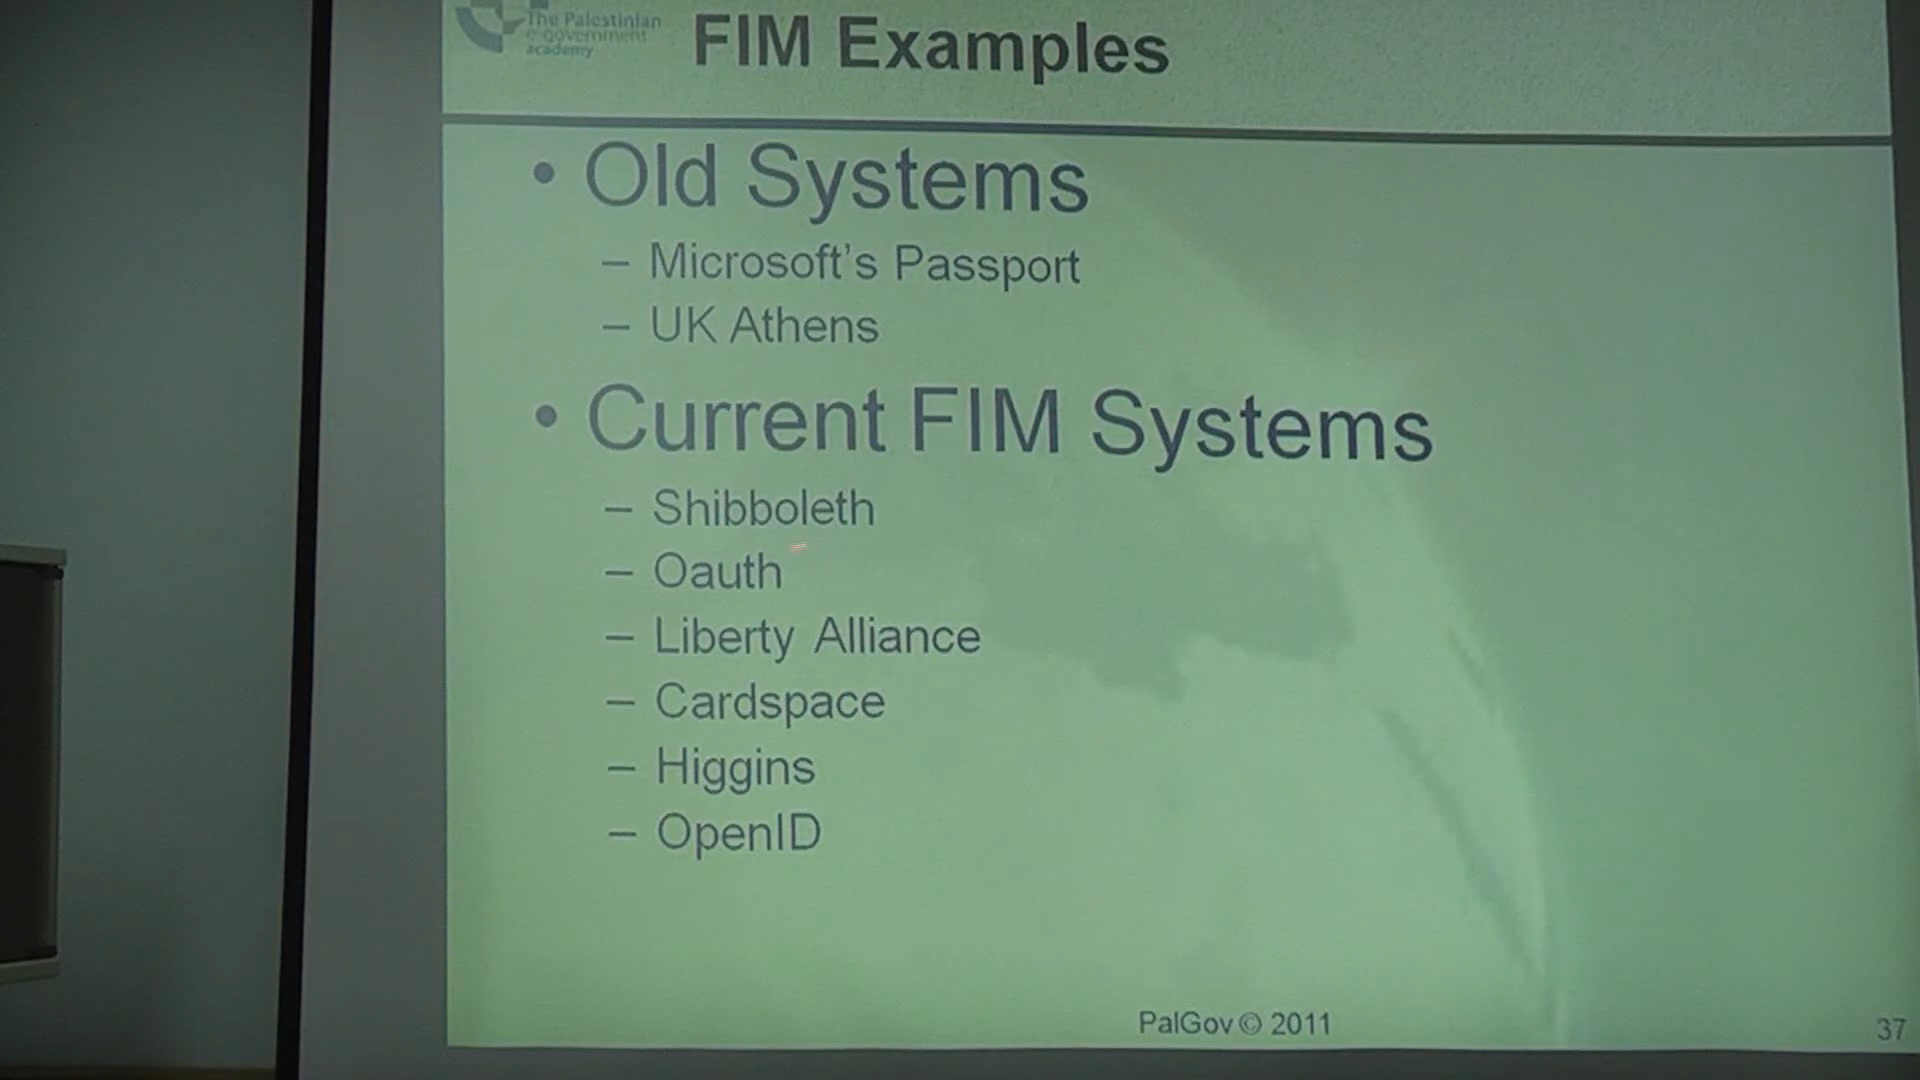 The Palestinian
e-government
academy
FIM Examples
• Old Systems
– Microsoft's Passport
– UK Athens
• Current FIM Systems
– Shibboleth
– Oauth
– Liberty Alliance
– Cardspace
– Higgins
– OpenID
PalGov © 2011
37